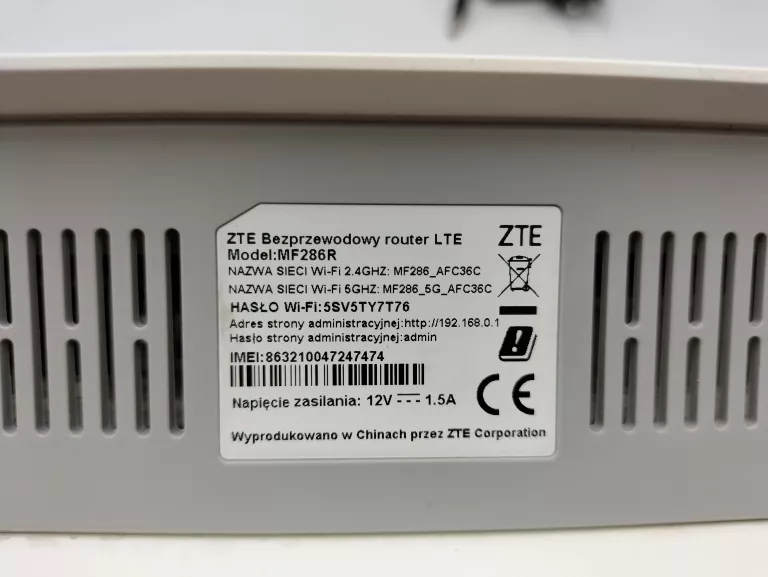 ZTE Bezprzewodowy router LTE
ZTE
Model:MF286R
NAZWA SIECI Wi-Fi 2.4GHZ: MF286_AFC36C
NAZWA SIECI Wi-Fi 5GHZ: MF286_5G_AFC36C
HASŁO Wi-Fi:5SV5TY7T76
Adres strony administracyjnej:http://192.168.0.1
Hasło strony administracyjnej:admin
IMEI:863210047247474
CE
Napięcie zasilania: 12V 1.5A
Wyprodukowano w Chinach przez ZTE Corporation